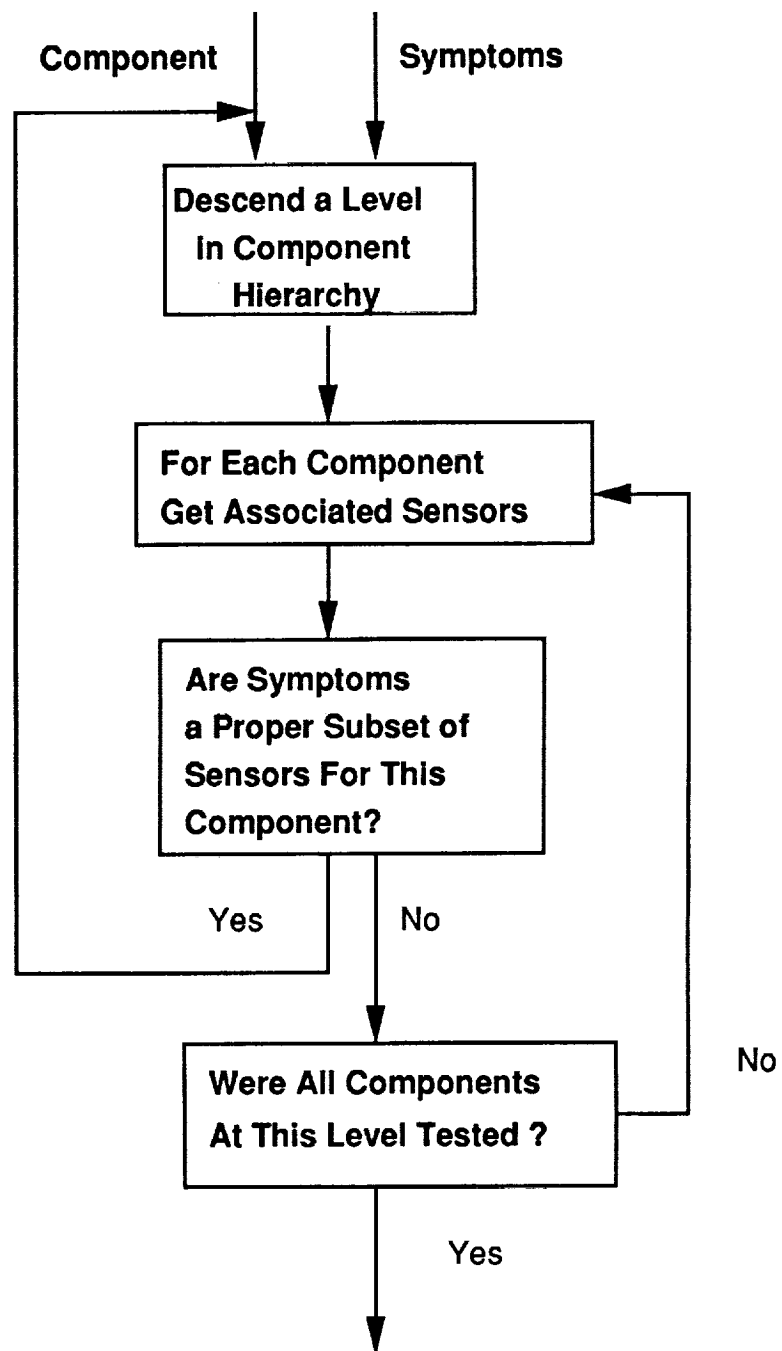 Component
Symptoms
Descend a Level
In Component
Hierarchy
For Each Component
Get Associated Sensors
Are Symptoms
a Proper Subset of
Sensors For This
Component?
Yes
No
No
Were All Components
At This Level Tested ?
Yes